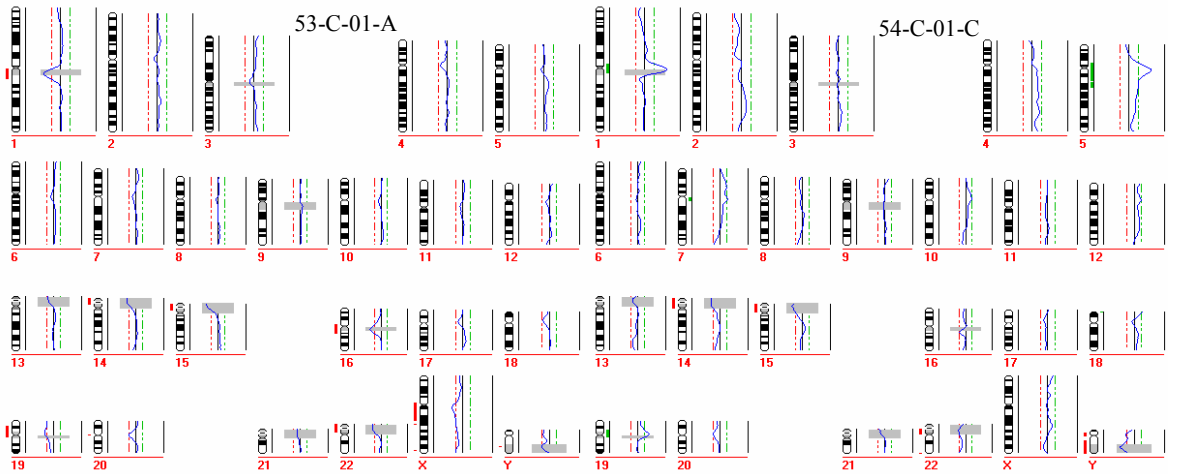 53-C-01-A 54-C-01-C
1 2 3 4 5 1 2 3 4 5
6 7 8 9 10 11 12 6 7 8 9 10 11 12
13 14 15 16 17 18 13 14 15 16 17 18
19 20 21 22 X Y 19 20 21 22 X Y